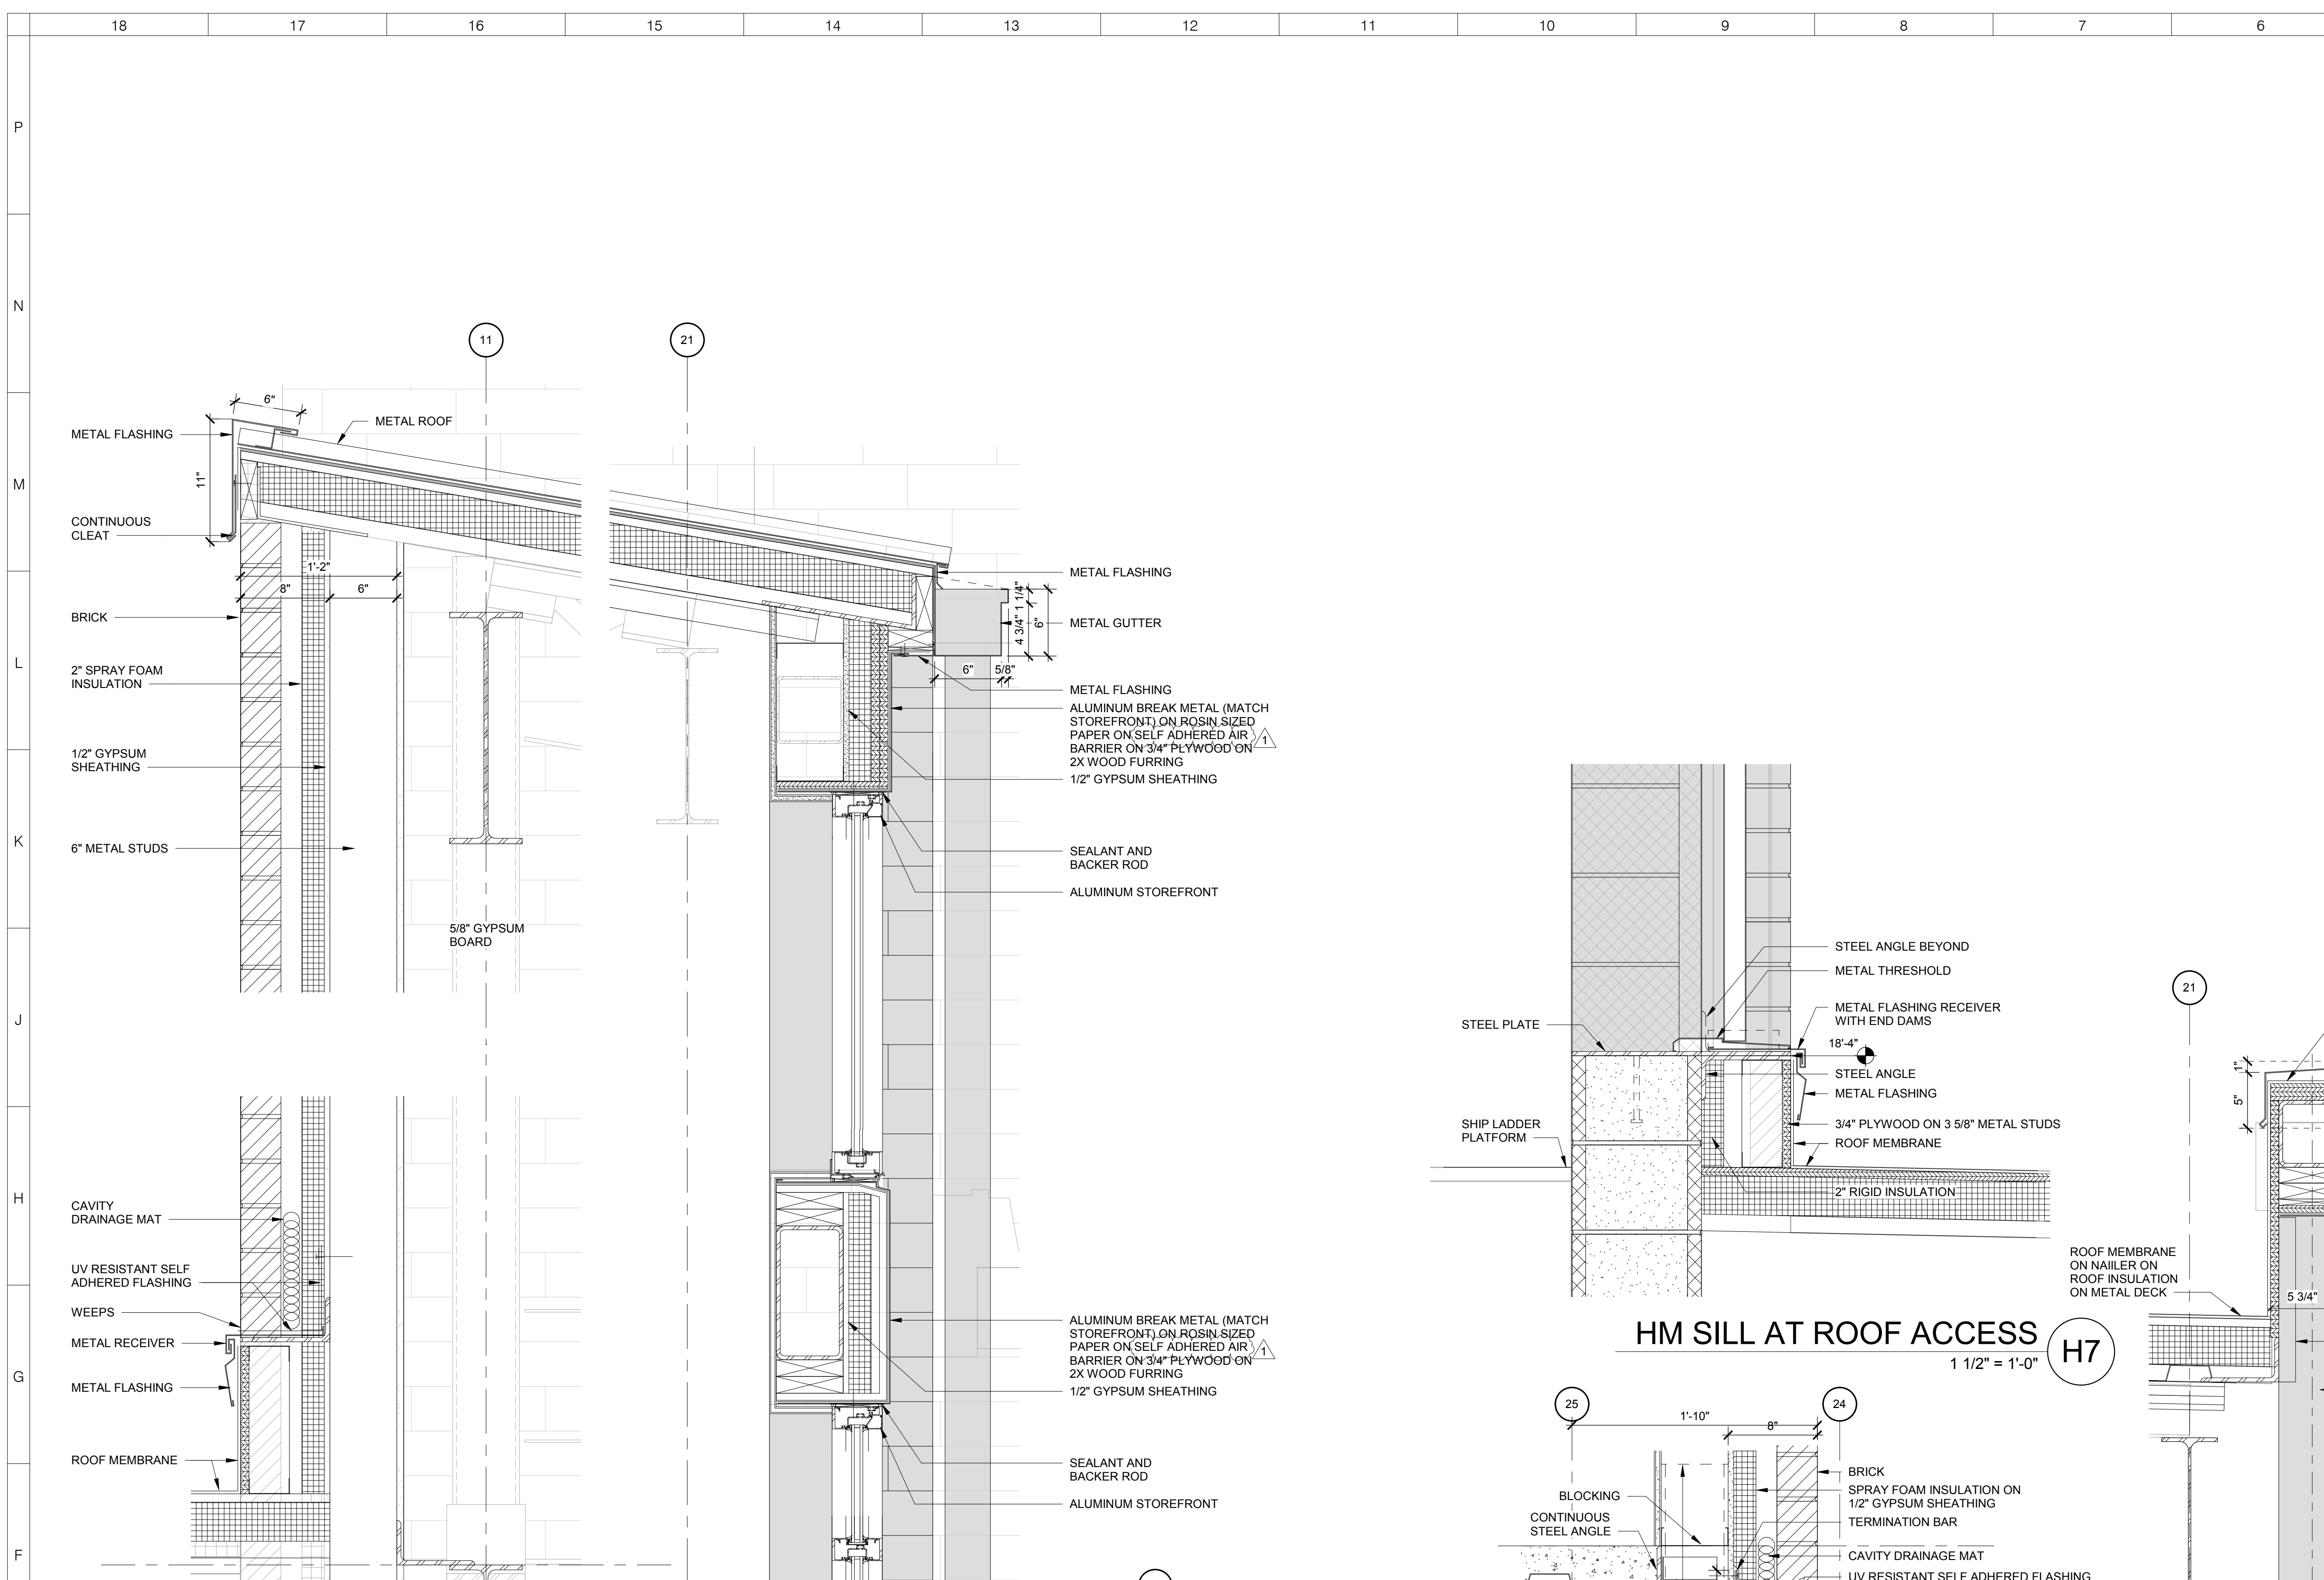 18 17 16 15 14 13 12 11 10 9 8 7 6
P
N
M
L
K
J
H
G
F
11
21
6"
METAL ROOF
METAL FLASHING
11"
CONTINUOUS
CLEAT
1'-2"
8"
6"
BRICK
2" SPRAY FOAM
INSULATION
1/2" GYPSUM
SHEATHING
6" METAL STUDS
5/8" GYPSUM
BOARD
CAVITY
DRAINAGE MAT
UV RESISTANT SELF
ADHERED FLASHING
WEEPS
METAL RECEIVER
METAL FLASHING
ROOF MEMBRANE
METAL FLASHING
1 1/4"
4 3/4"
6"
METAL GUTTER
6"
5/8"
METAL FLASHING
ALUMINUM BREAK METAL (MATCH
STOREFRONT) ON ROSIN SIZED
PAPER ON SELF ADHERED AIR
BARRIER ON 3/4" PLYWOOD ON
2X WOOD FURRING
1
1/2" GYPSUM SHEATHING
SEALANT AND
BACKER ROD
ALUMINUM STOREFRONT
ALUMINUM BREAK METAL (MATCH
STOREFRONT) ON ROSIN SIZED
PAPER ON SELF ADHERED AIR
BARRIER ON 3/4" PLYWOOD ON
2X WOOD FURRING
1
1/2" GYPSUM SHEATHING
SEALANT AND
BACKER ROD
ALUMINUM STOREFRONT
STEEL ANGLE BEYOND
METAL THRESHOLD
METAL FLASHING RECEIVER
WITH END DAMS
STEEL PLATE
18'-4"
STEEL ANGLE
METAL FLASHING
SHIP LADDER
PLATFORM
3/4" PLYWOOD ON 3 5/8" METAL STUDS
ROOF MEMBRANE
2" RIGID INSULATION
HM SILL AT ROOF ACCESS
1 1/2" = 1'-0"
H7
21
1"
5"
ROOF MEMBRANE
ON NAIILER ON
ROOF INSULATION
ON METAL DECK
5 3/4"
25
24
1'-10"
8"
BRICK
SPRAY FOAM INSULATION ON
1/2" GYPSUM SHEATHING
TERMINATION BAR
BLOCKING
CONTINUOUS
STEEL ANGLE
CAVITY DRAINAGE MAT
UV RESISTANT SELF ADHERED FLASHING